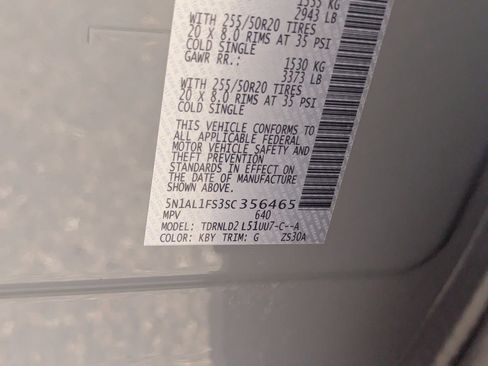 1335 KG
2943 LB
WITH 255/50R20 TIRES
20 X 8.0 RIMS AT 35 PSI
COLD SINGLE
GAWR RR.: 1530 KG
3373 LB
WITH 255/50R20 TIRES
20 X 8.0 RIMS AT 35 PSI
COLD SINGLE
THIS VEHICLE CONFORMS TO
ALL APPLICABLE FEDERAL
MOTOR VEHICLE SAFETY AND
THEFT PREVENTION
STANDARDS IN EFFECT ON
THE DATE OF MANUFACTURE
SHOWN ABOVE.
5N1AL1FS3SC356465
MPV 640
MODEL: TDRNLD2 L51UU7-C--A
COLOR: KBY TRIM: G ZS30A